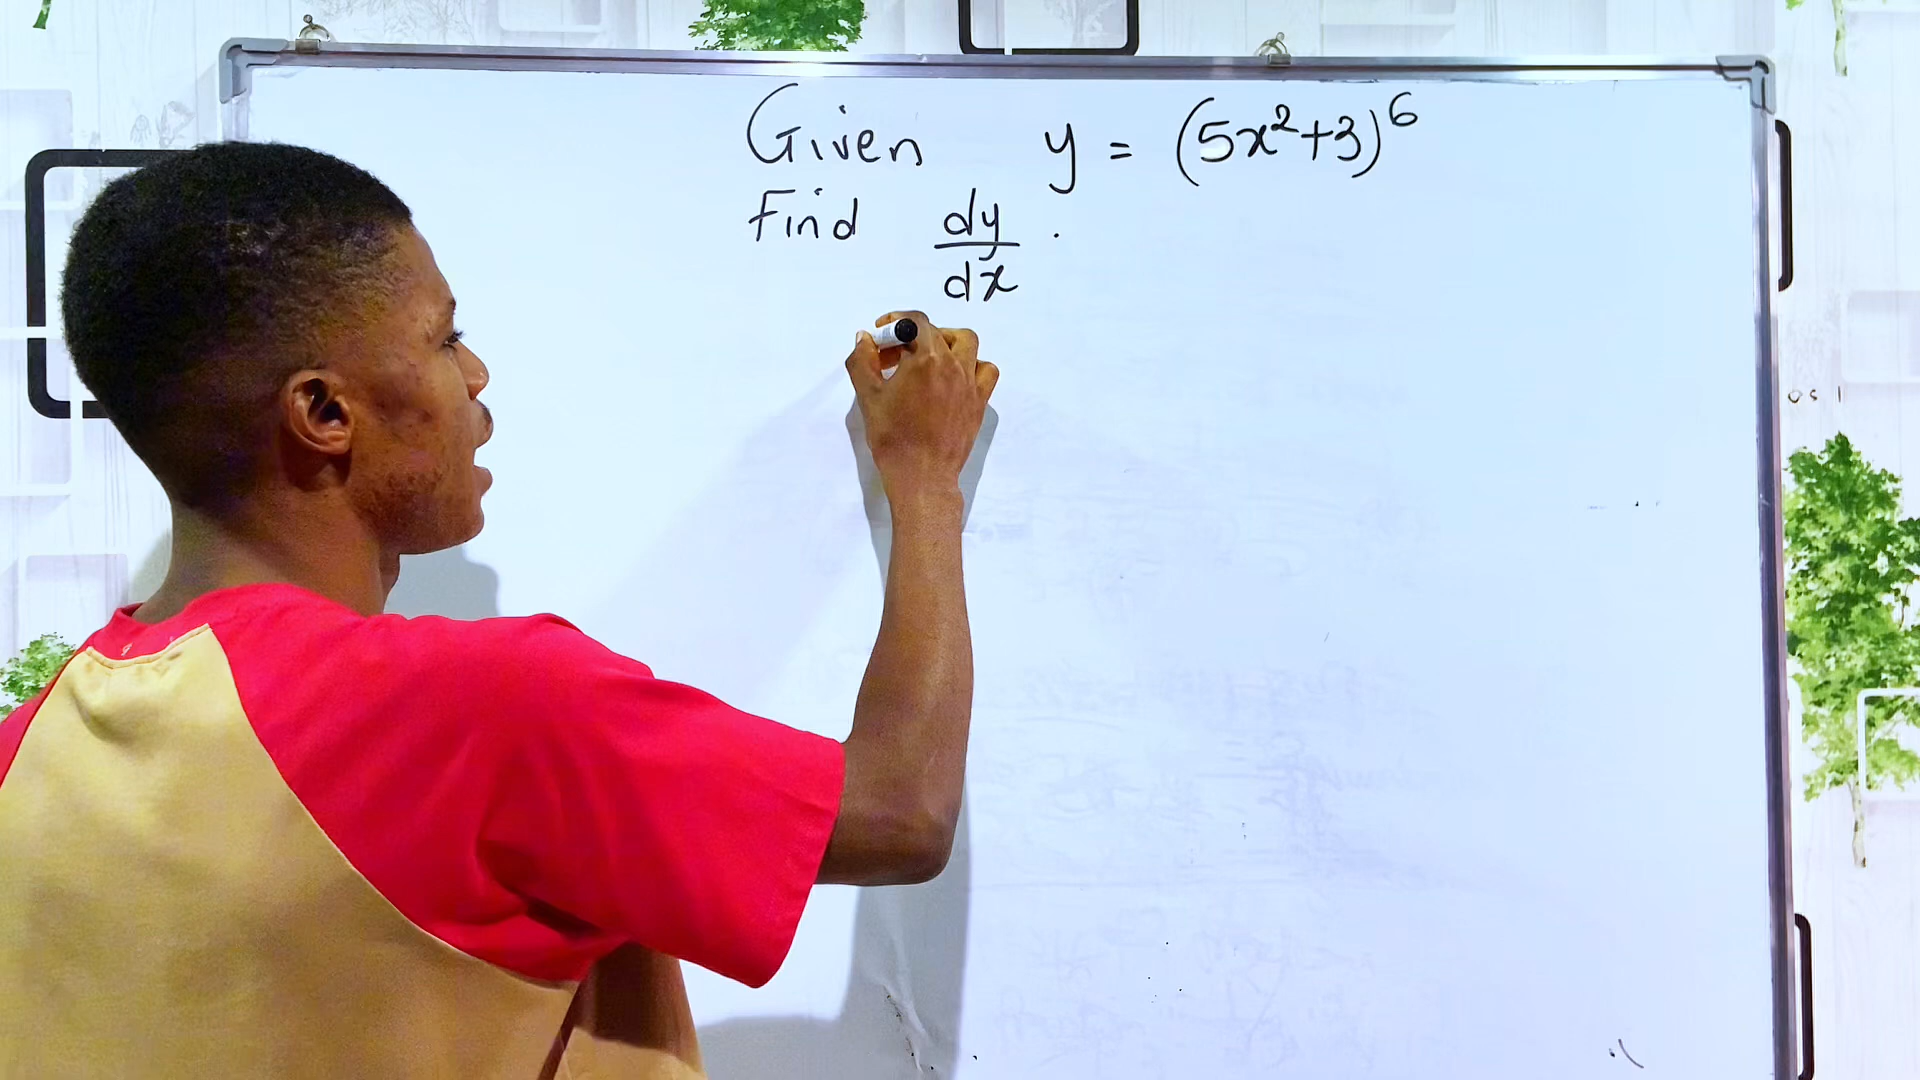 Given y = (5x²+3)⁶
Find dy/dx .